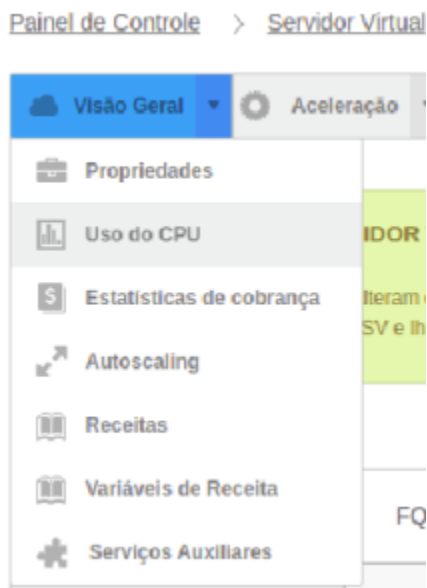 Painel de Controle > Servidor Virtual
Visão Geral Aceleração
Propriedades
Uso do CPU
IDOR
Estatísticas de cobrança
lteram
SV e lh
Autoscaling
Receitas
Variáveis de Receita
FQ
Serviços Auxiliares